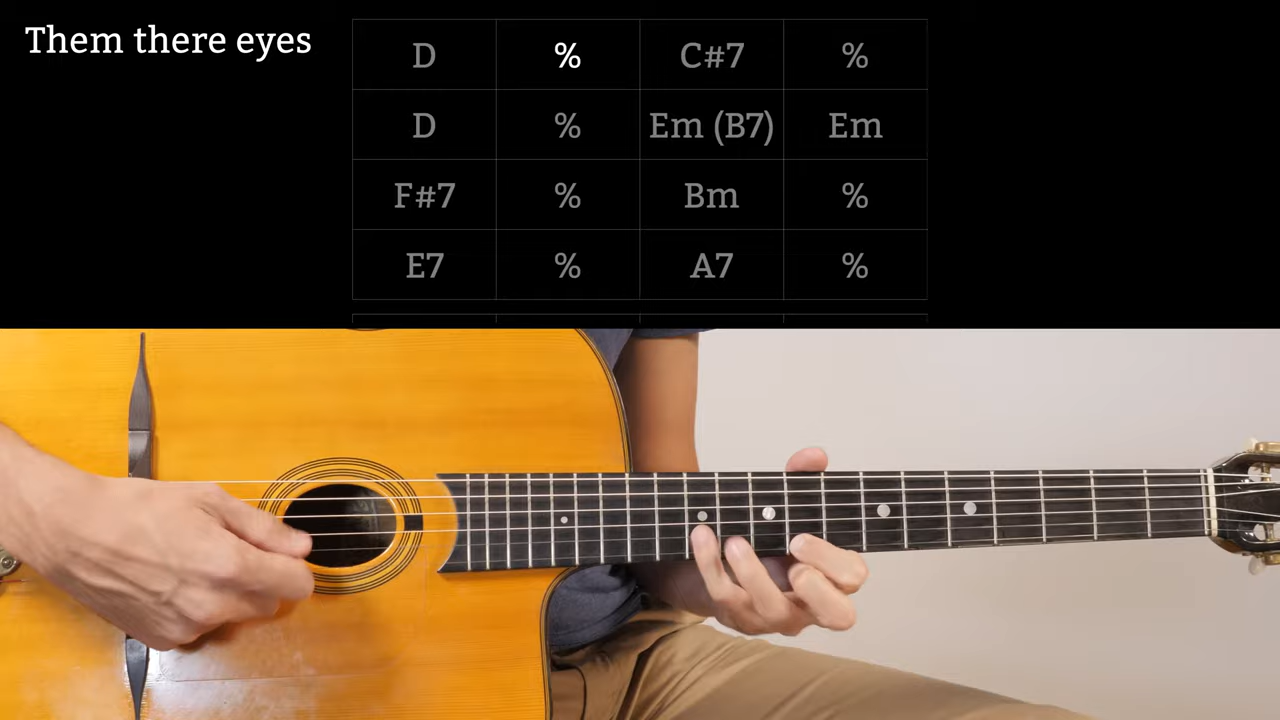 Them there eyes
D % C#7 %
D % Em (B7) Em
F#7 % Bm %
E7 % A7 %